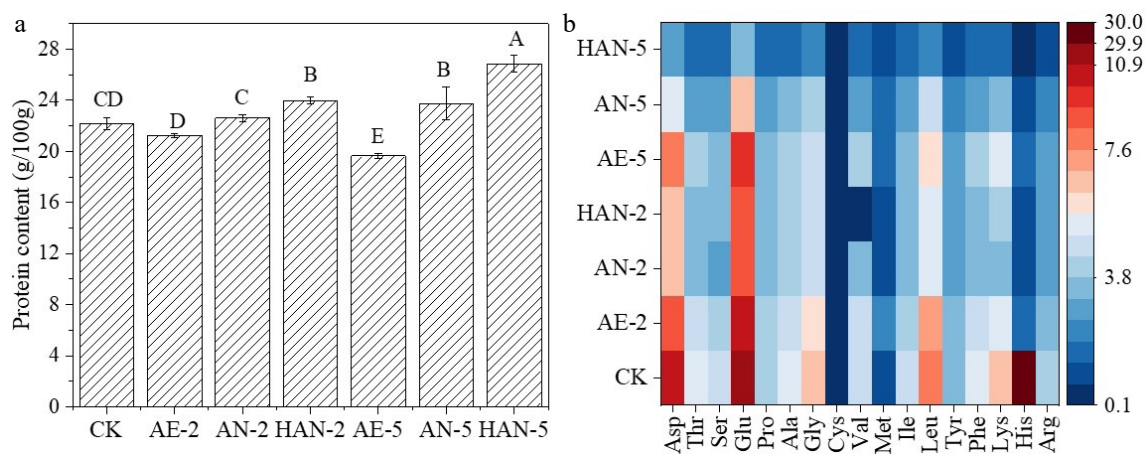 a
Protein content (g/100g)
28
24
20
16
12
8
4
0
CD
D
C
B
E
B
A
CK AE-2 AN-2 HAN-2 AE-5 AN-5 HAN-5
b
HAN-5
AN-5
AE-5
HAN-2
AN-2
AE-2
CK
Asp Thr Ser Glu Pro Ala Gly Cys Val Met Ile Leu Tyr Phe Lys His Arg
30.0
29.9
10.9
7.6
3.8
0.1